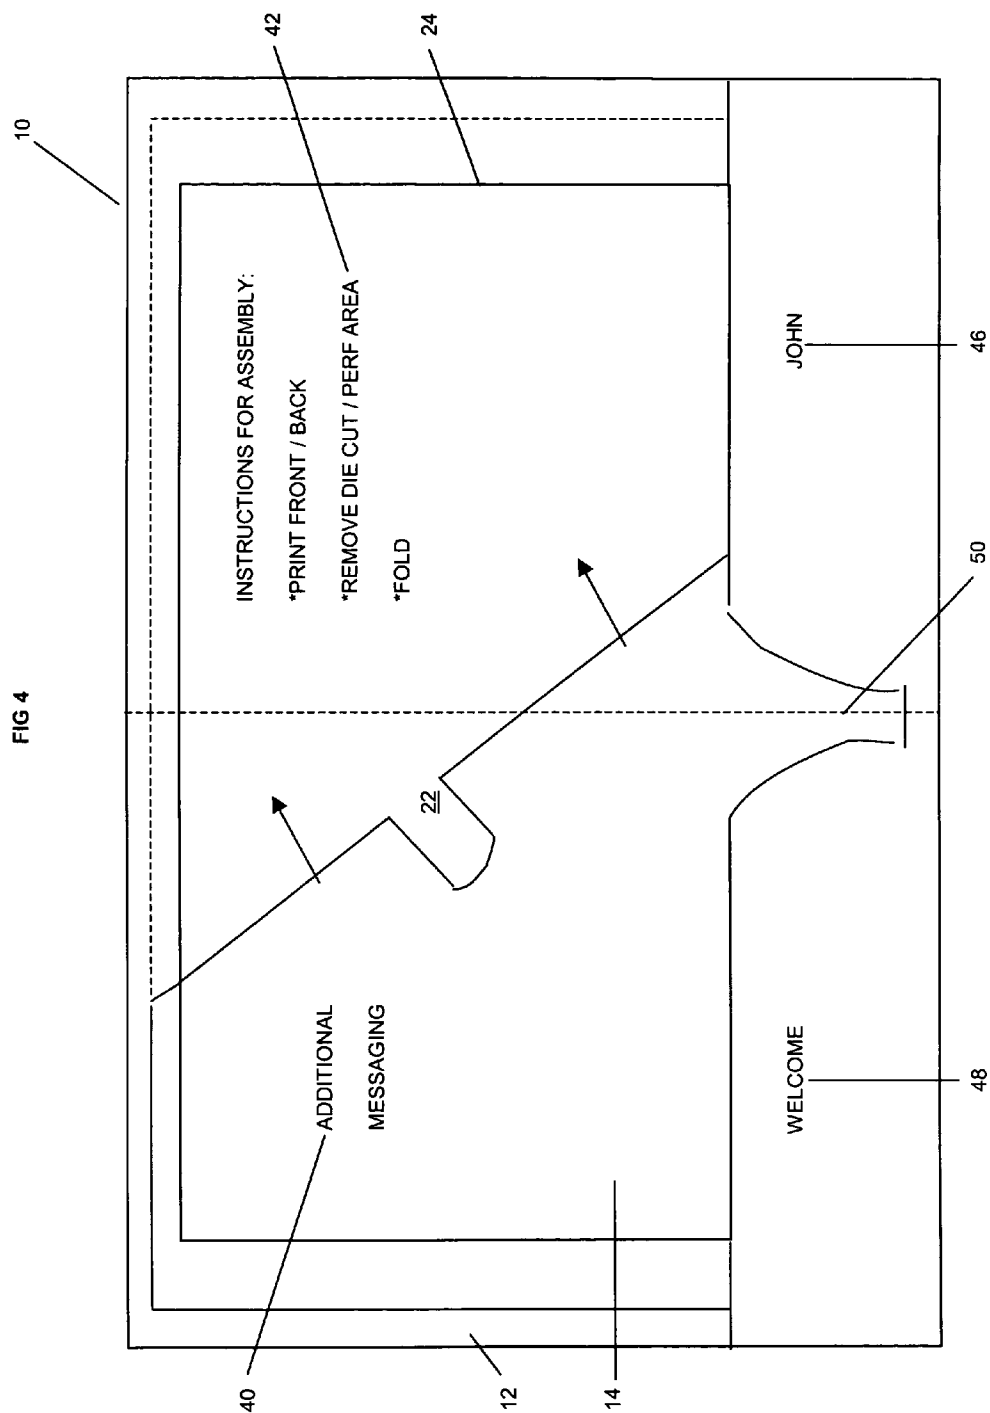 FIG 4
10
42
24
INSTRUCTIONS FOR ASSEMBLY:
*PRINT FRONT / BACK
*REMOVE DIE CUT / PERF AREA
*FOLD
22
ADDITIONAL
MESSAGING
40
12
14
WELCOME
JOHN
48
50
46